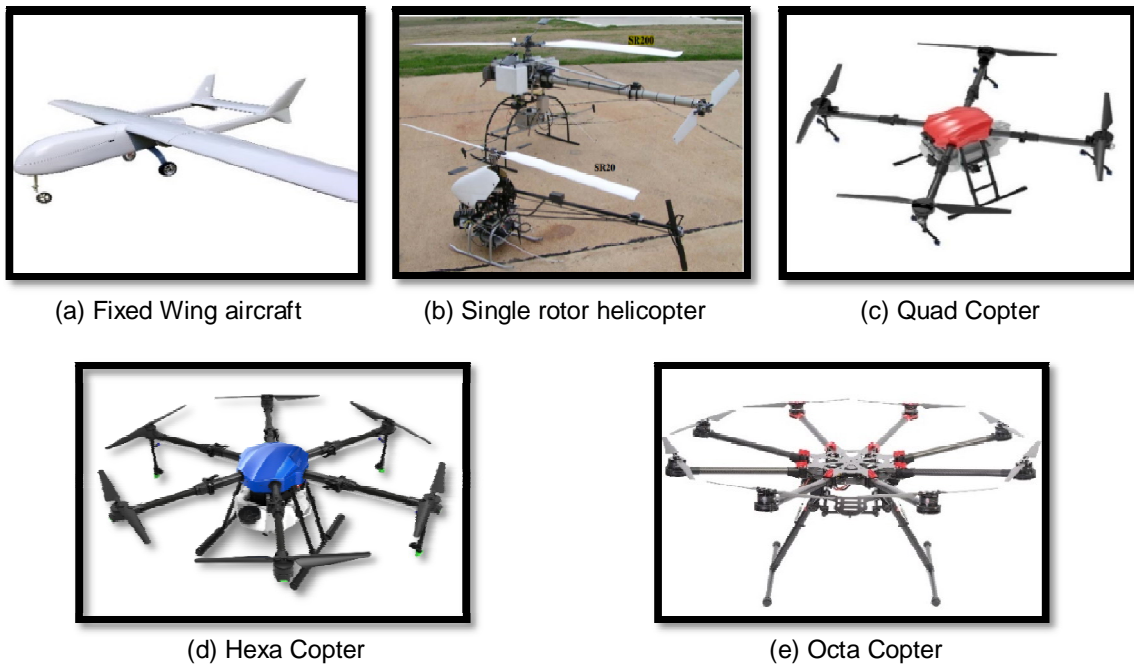 SR200
SR20
(a) Fixed Wing aircraft
(b) Single rotor helicopter
(c) Quad Copter
(d) Hexa Copter
(e) Octa Copter